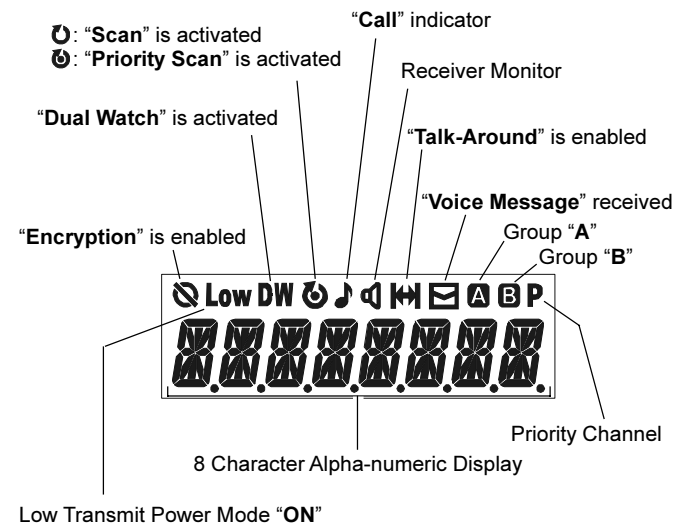 “Call” indicator
: “Scan” is activated
: “Priority Scan” is activated
Receiver Monitor
“Dual Watch” is activated
“Talk-Around” is enabled
“Voice Message” received
“Encryption” is enabled
Group “A”
Group “B”
Low DW A B P
Priority Channel
8 Character Alpha-numeric Display
Low Transmit Power Mode “ON”